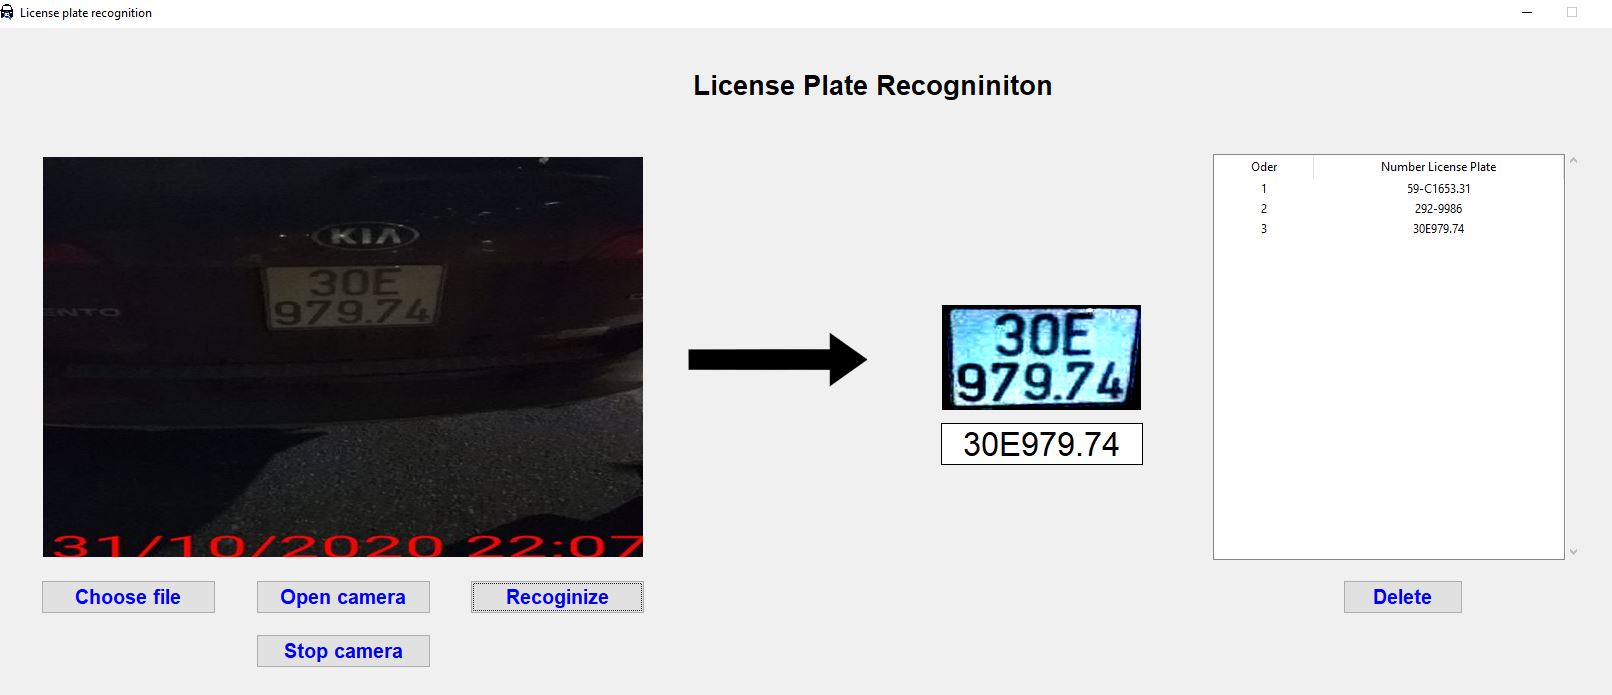 License plate recognition
License Plate Recogniniton
KIA
30E
979.74
ENTO
31/10/2020 22:07
30E
979.74
30E979.74
Oder Number License Plate
1 59-C1653.31
2 292-9986
3 30E979.74
Choose file Open camera Recoginize Delete
Stop camera